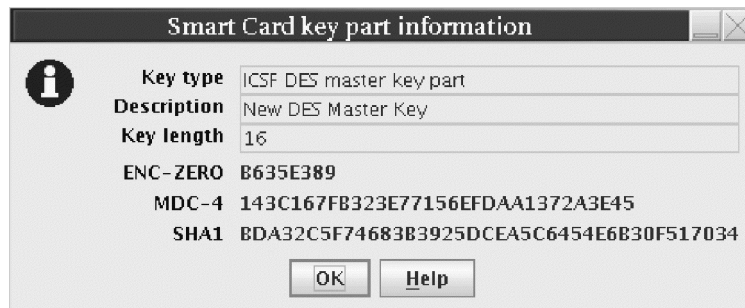 Smart Card key part information
Key type ICSF DES master key part
Description New DES Master Key
Key length 16
ENC-ZERO B635E389
MDC-4 143C167FB323E77156EFDAA1372A3E45
SHA1 BDA32C5F74683B3925DCEA5C6454E6B30F517034
OK Help